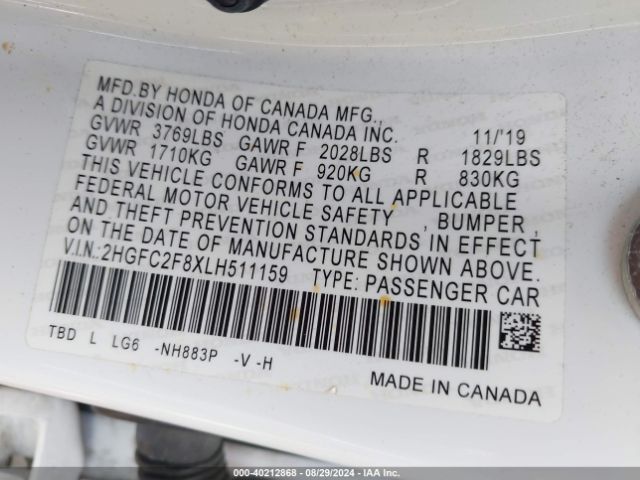 MFD.BY HONDA OF CANADA MFG.,
A DIVISION OF HONDA CANADA INC. 11/'19
GVWR 3769LBS GAWR F 2028LBS R 1829LBS
GVWR 1710KG GAWR F 920KG R 830KG
THIS VEHICLE CONFORMS TO ALL APPLICABLE
FEDERAL MOTOR VEHICLE SAFETY , BUMPER ,
AND THEFT PREVENTION STANDARDS IN EFFECT
ON THE DATE OF MANUFACTURE SHOWN ABOVE.
V.I.N.:2HGFC2F8XLH511159 TYPE: PASSENGER CAR
TBD L LG6 -NH883P -V -H
MADE IN CANADA
000-40212868 - 08/29/2024 - IAA Inc.